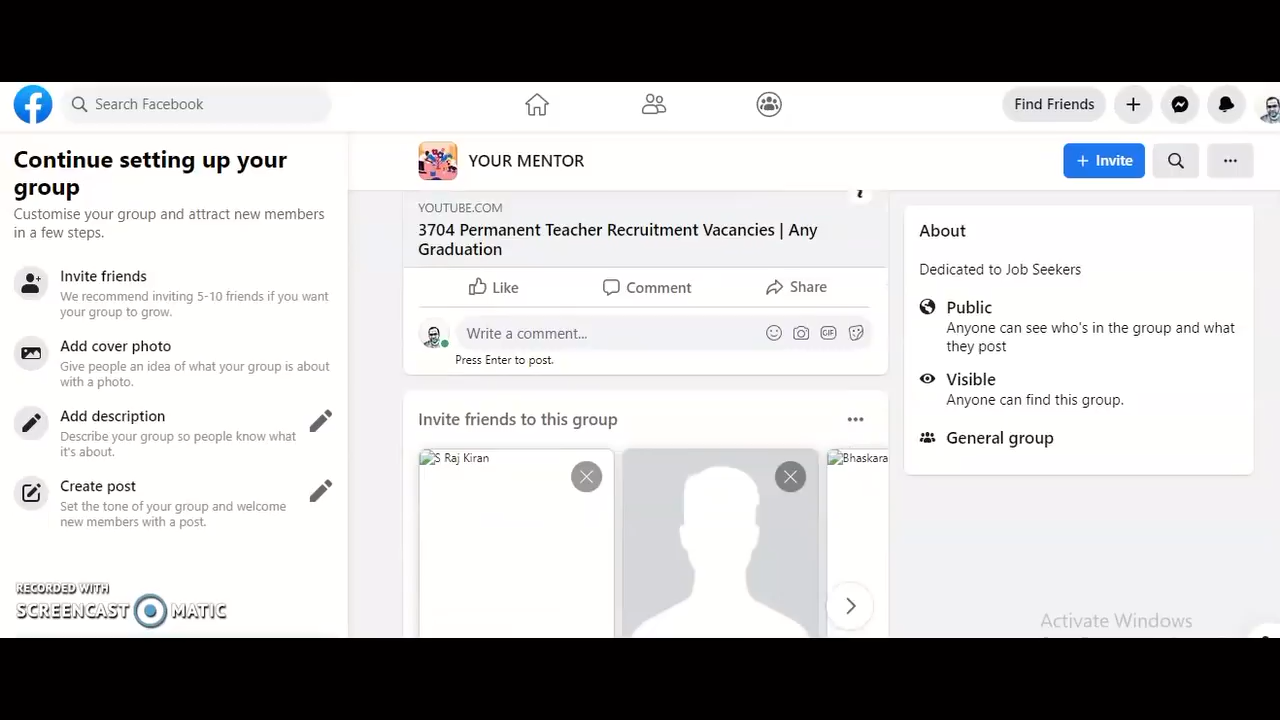 Search Facebook
Find Friends
Continue setting up your
group
Customise your group and attract new members
in a few steps.
Invite friends
We recommend inviting 5-10 friends if you want
your group to grow.
Add cover photo
Give people an idea of what your group is about
with a photo.
Add description
Describe your group so people know what
it's about.
Create post
Set the tone of your group and welcome
new members with a post.
RECORDED WITH
SCREENCAST MATIC
YOUR MENTOR
+ Invite
YOUTUBE.COM
3704 Permanent Teacher Recruitment Vacancies | Any
Graduation
Like Comment Share
Write a comment...
GIF
Press Enter to post.
Invite friends to this group
S Raj Kiran
Bhaskara
About
Dedicated to Job Seekers
Public
Anyone can see who's in the group and what
they post
Visible
Anyone can find this group.
General group
Activate Windows